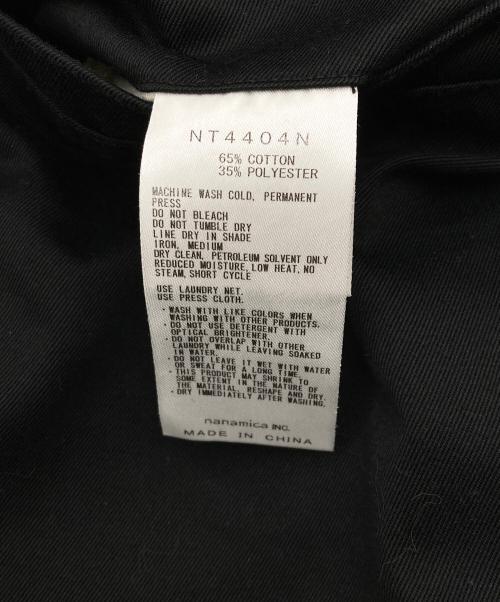 NT4404N
65% COTTON
35% POLYESTER
MACHINE WASH COLD, PERMANENT
PRESS
DO NOT BLEACH
DO NOT TUMBLE DRY
LINE DRY IN SHADE
IRON, MEDIUM
DRY CLEAN, PETROLEUM SOLVENT ONLY
REDUCED MOISTURE, LOW HEAT, NO
STEAM, SHORT CYCLE
USE LAUNDRY NET.
USE PRESS CLOTH.
・WASH WITH LIKE COLORS WHEN
WASHING WITH OTHER PRODUCTS.
・DO NOT USE DETERGENT WITH
OPTICAL BRIGHTENER.
・DO NOT OVERLAP WITH OTHER
LAUNDRY WHILE LEAVING SOAKED
IN WATER.
・DO NOT LEAVE IT WET WITH WATER
OR SWEAT FOR A LONG TIME.
・THIS PRODUCT MAY SHRINK TO
SOME EXTENT IN THE NATURE OF
THE MATERIAL. RESHAPE AND DRY.
・DRY IMMEDIATELY AFTER WASHING.
nanamica INC.
MADE IN CHINA